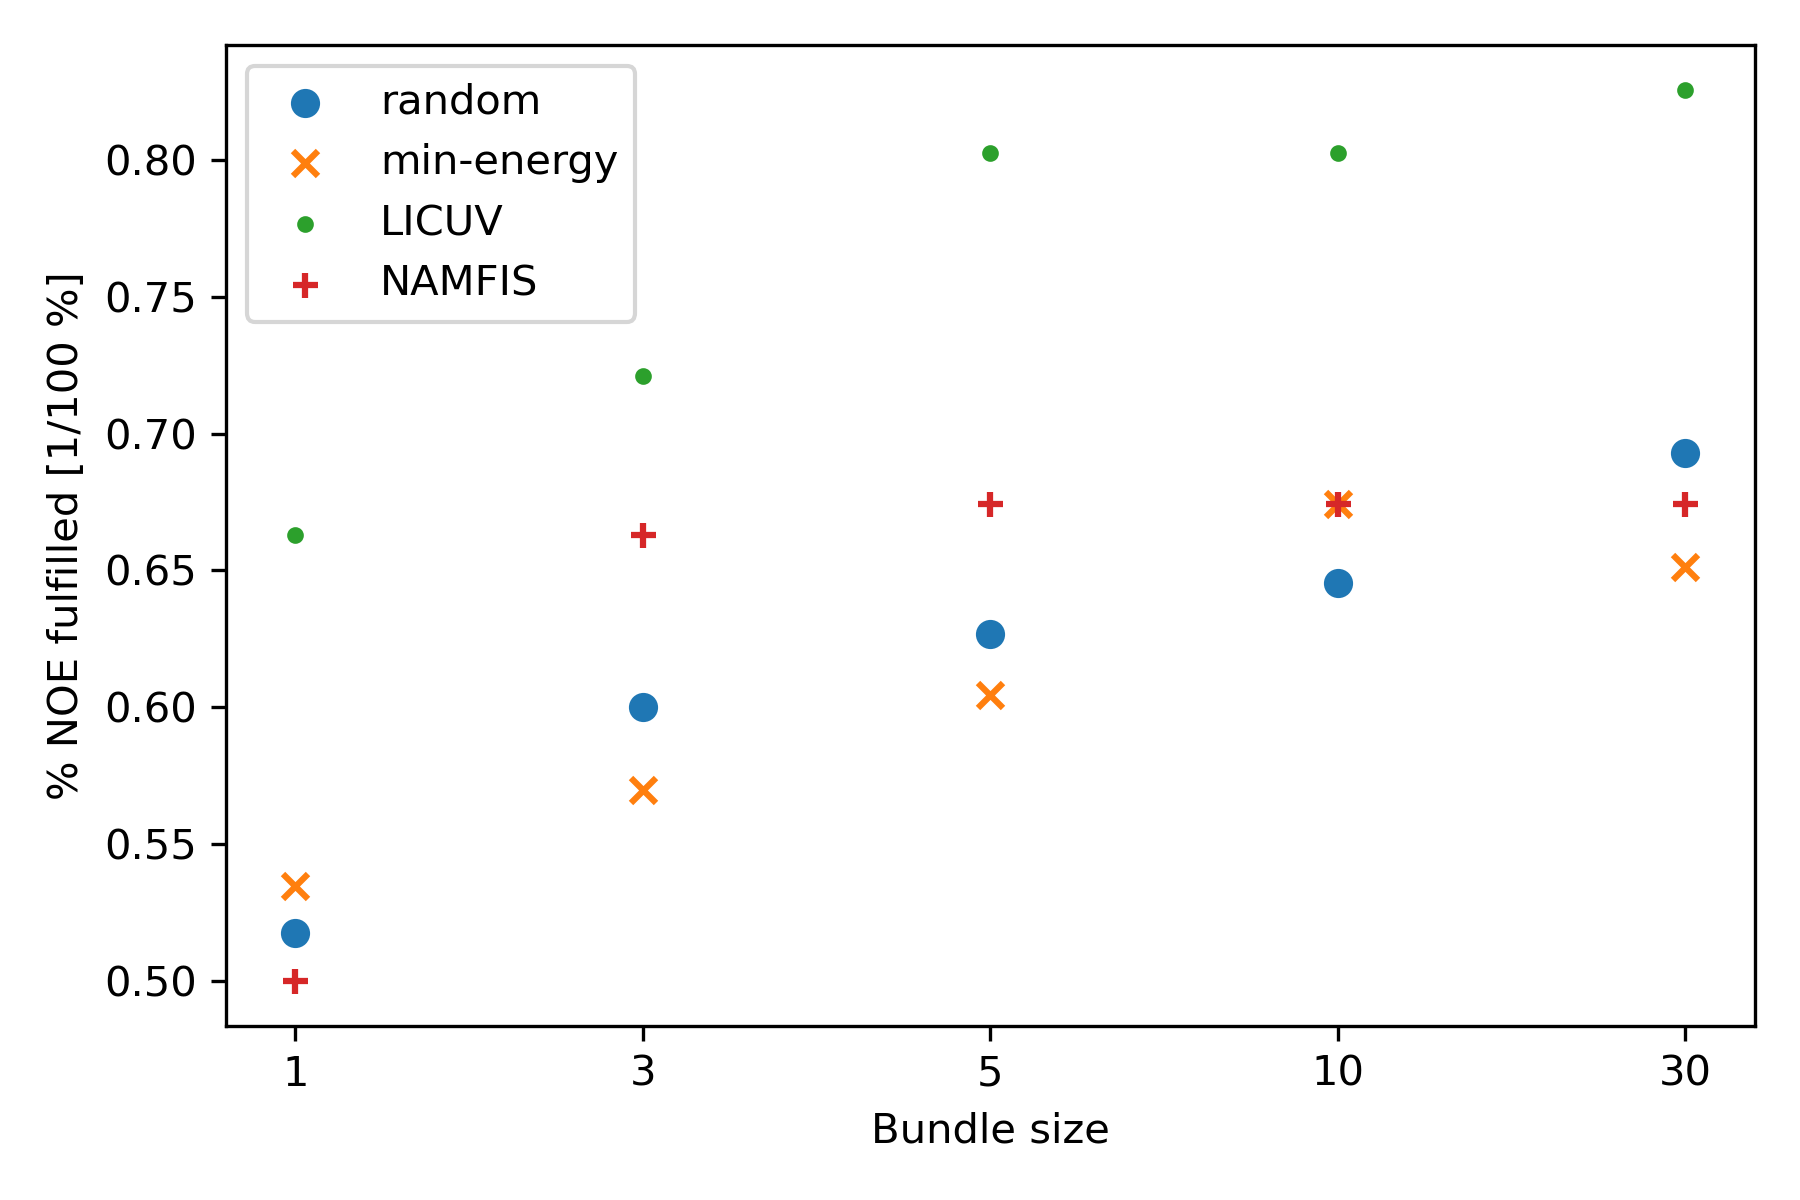 random
min-energy
LICUV
NAMFIS
% NOE fulfilled [1/100 %]
0.80
0.75
0.70
0.65
0.60
0.55
0.50
1 3 5 10 30
Bundle size